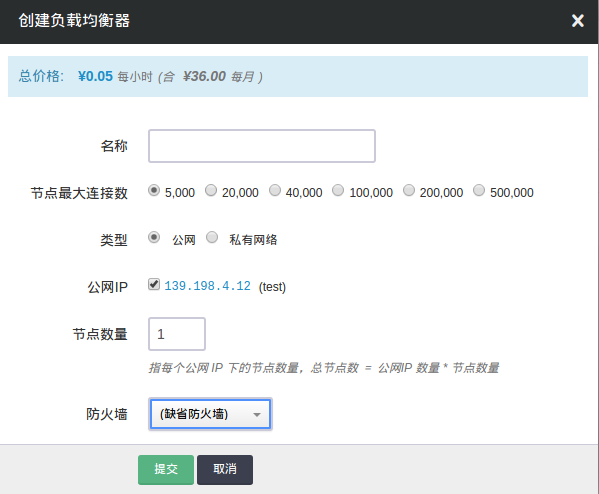 创建负载均衡器
总价格: ¥0.05 每小时 (合 ¥36.00 每月 )
名称
节点最大连接数 5,000 20,000 40,000 100,000 200,000 500,000
类型 公网 私有网络
公网IP 139.198.4.12 (test)
节点数量 1
指每个公网 IP 下的节点数量，总节点数 = 公网IP 数量 * 节点数量
防火墙 (缺省防火墙)
提交 取消